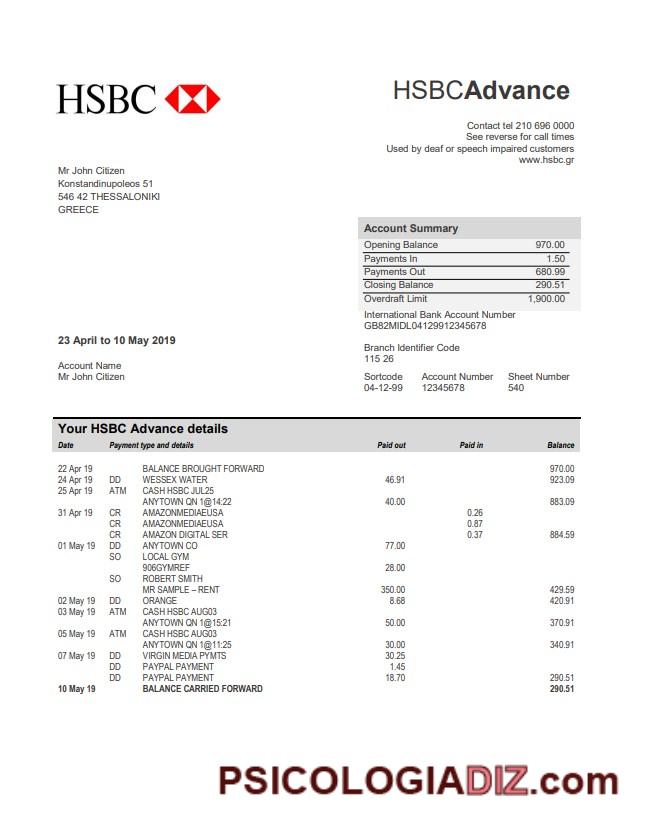 HSBC
HSBCAdvance
Contact tel 210 696 0000
See reverse for call times
Used by deaf or speech impaired customers
www.hsbc.gr
Mr John Citizen
Konstandinupoleos 51
546 42 THESSALONIKI
GREECE
Account Summary
Opening Balance 970.00
Payments In 1.50
Payments Out 680.99
Closing Balance 290.51
Overdraft Limit 1,900.00
International Bank Account Number
GB82MIDL04129912345678
23 April to 10 May 2019
Branch Identifier Code
115 26
Account Name
Mr John Citizen
Sortcode Account Number Sheet Number
04-12-99 12345678 540
Your HSBC Advance details
Date Payment type and details Paid out Paid in Balance
22 Apr 19 BALANCE BROUGHT FORWARD 970.00
24 Apr 19 DD WESSEX WATER 46.91 923.09
25 Apr 19 ATM CASH HSBC JUL25
ANYTOWN QN 1@14:22 40.00 883.09
31 Apr 19 CR AMAZONMEDIAEUSA 0.26
CR AMAZONMEDIAEUSA 0.87
CR AMAZON DIGITAL SER 0.37 884.59
01 May 19 DD ANYTOWN CO 77.00
SO LOCAL GYM
906GYMREF 28.00
SO ROBERT SMITH
MR SAMPLE – RENT 350.00 429.59
02 May 19 DD ORANGE 8.68 420.91
03 May 19 ATM CASH HSBC AUG03
ANYTOWN QN 1@15:21 50.00 370.91
05 May 19 ATM CASH HSBC AUG03
ANYTOWN QN 1@11:25 30.00 340.91
07 May 19 DD VIRGIN MEDIA PYMTS 30.25
DD PAYPAL PAYMENT 1.45
DD PAYPAL PAYMENT 18.70 290.51
10 May 19 BALANCE CARRIED FORWARD 290.51
PSICOLOGIADIZ.com